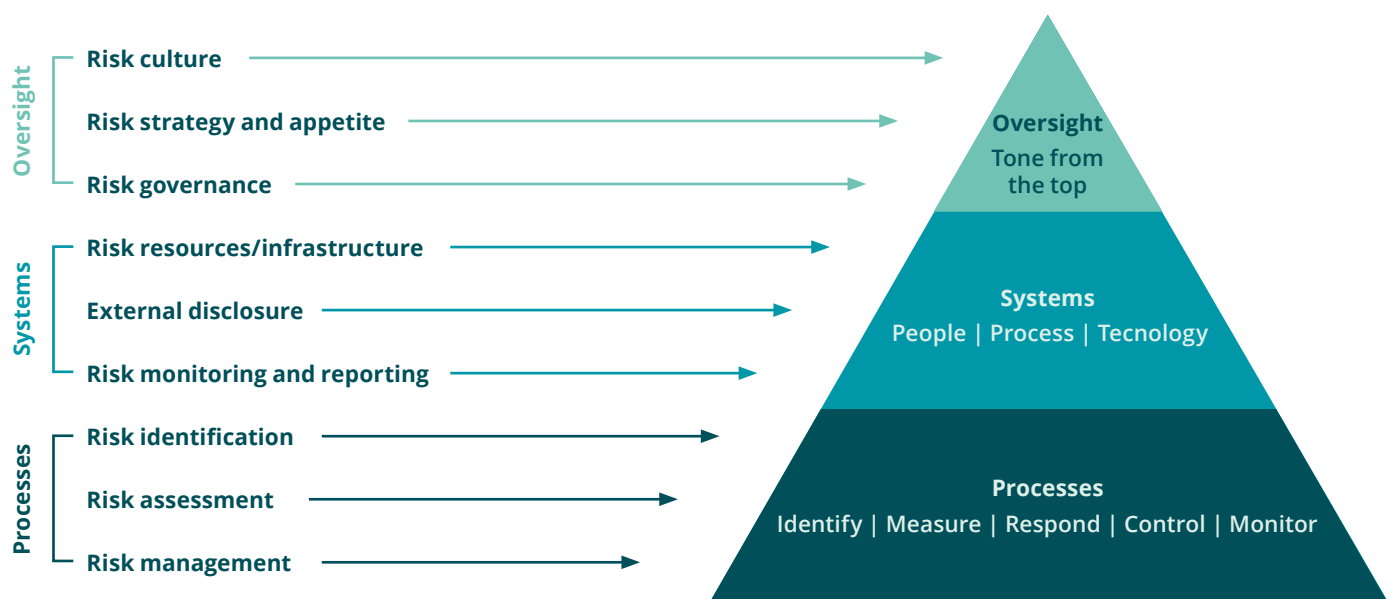 Oversight
Risk culture
Risk strategy and appetite
Risk governance
Systems
Risk resources/infrastructure
External disclosure
Risk monitoring and reporting
Processes
Risk identification
Risk assessment
Risk management
Oversight
Tone from
the top
Systems
People | Process | Tecnology
Processes
Identify | Measure | Respond | Control | Monitor